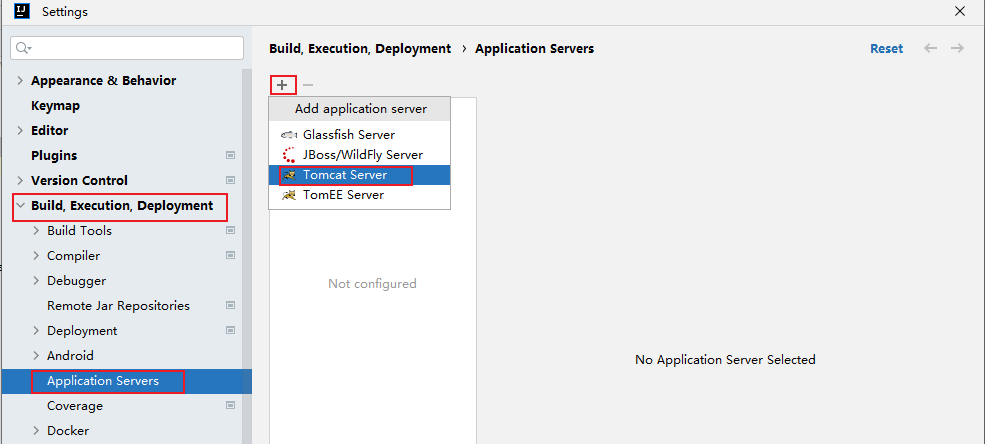 Settings
Build, Execution, Deployment › Application Servers
Reset
Appearance & Behavior
Keymap
Editor
Plugins
Version Control
Build, Execution, Deployment
Build Tools
Compiler
Debugger
Remote Jar Repositories
Deployment
Android
Application Servers
Coverage
Docker
Add application server
Glassfish Server
JBoss/WildFly Server
Tomcat Server
TomEE Server
Not configured
No Application Server Selected